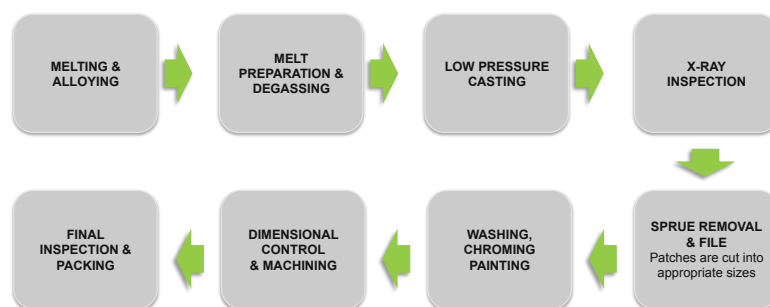 MELTING &
ALLOYING
MELT
PREPARATION &
DEGASSING
LOW PRESSURE
CASTING
X-RAY
INSPECTION
SPRUE REMOVAL
& FILE
Patches are cut into
appropriate sizes
WASHING,
CHROMING
PAINTING
DIMENSIONAL
CONTROL
& MACHINING
FINAL
INSPECTION &
PACKING